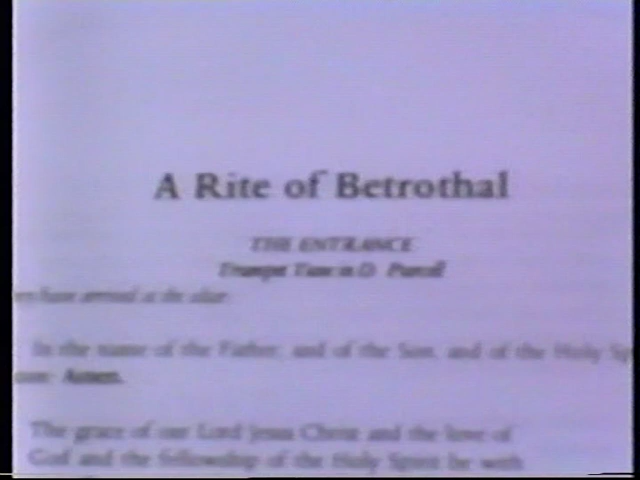 A Rite of Betrothal
THE ENTRANCE
Trumpet Tune in D Purcell
have arrived at the altar
In the name of the Father, and of the Son, and of the Holy
Amen.
The grace of our Lord Jesus Christ and the love of
God and the fellowship of the Holy Spirit be with